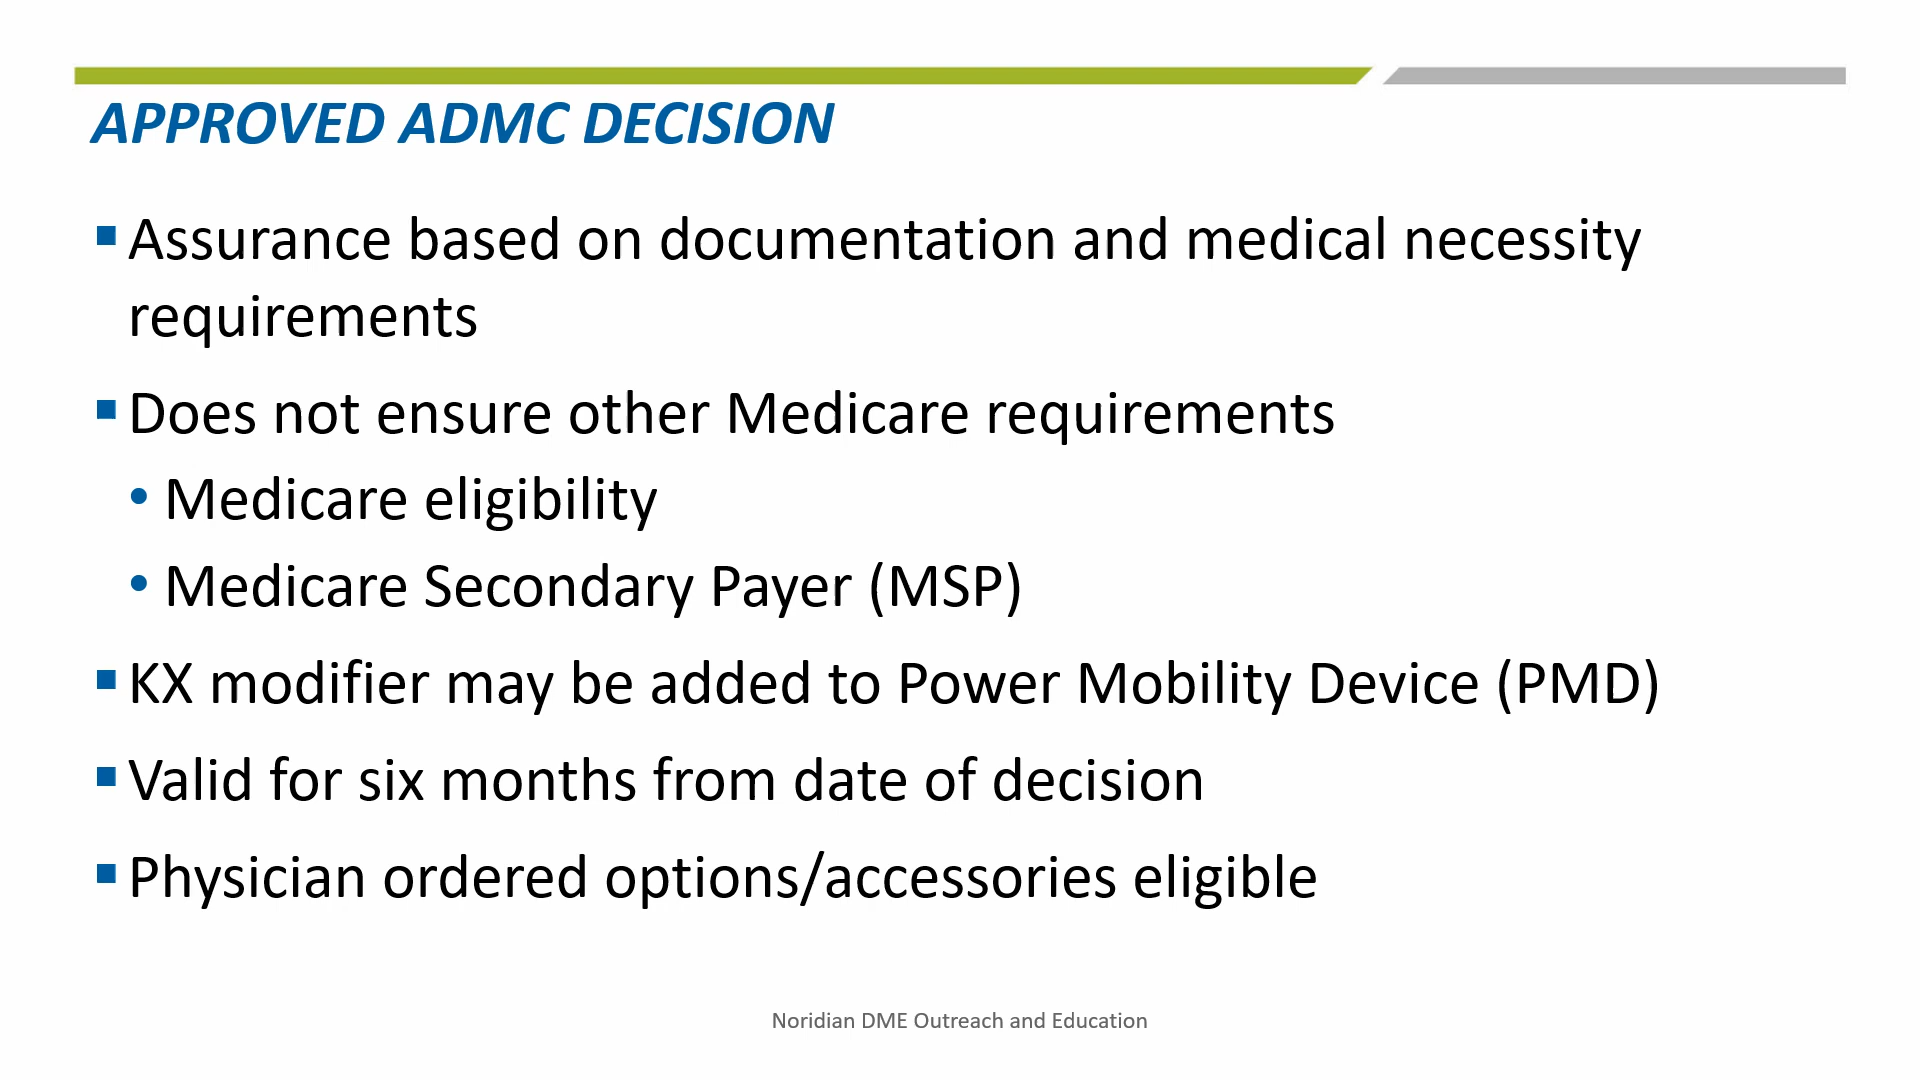 APPROVED ADMC DECISION
▪ Assurance based on documentation and medical necessity
requirements
▪ Does not ensure other Medicare requirements
• Medicare eligibility
• Medicare Secondary Payer (MSP)
▪ KX modifier may be added to Power Mobility Device (PMD)
▪ Valid for six months from date of decision
▪ Physician ordered options/accessories eligible
Noridian DME Outreach and Education